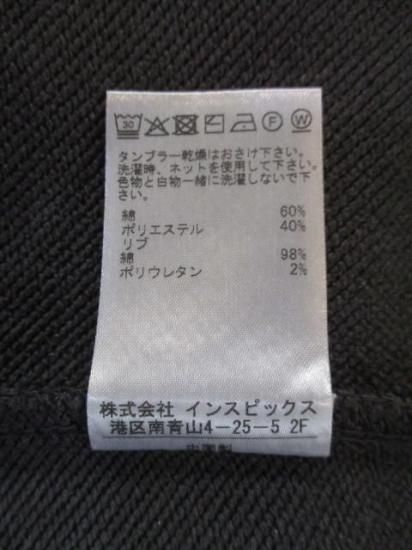 30 F W
タンブラー乾燥はおさけ下さい。
洗濯時、ネットを使用して下さい。
色物と白物一緒に洗濯しないで下
さい。
綿 60%
ポリエステル 40%
リブ
綿 98%
ポリウレタン 2%
株式会社 インスピックス
港区南青山4-25-5 2F